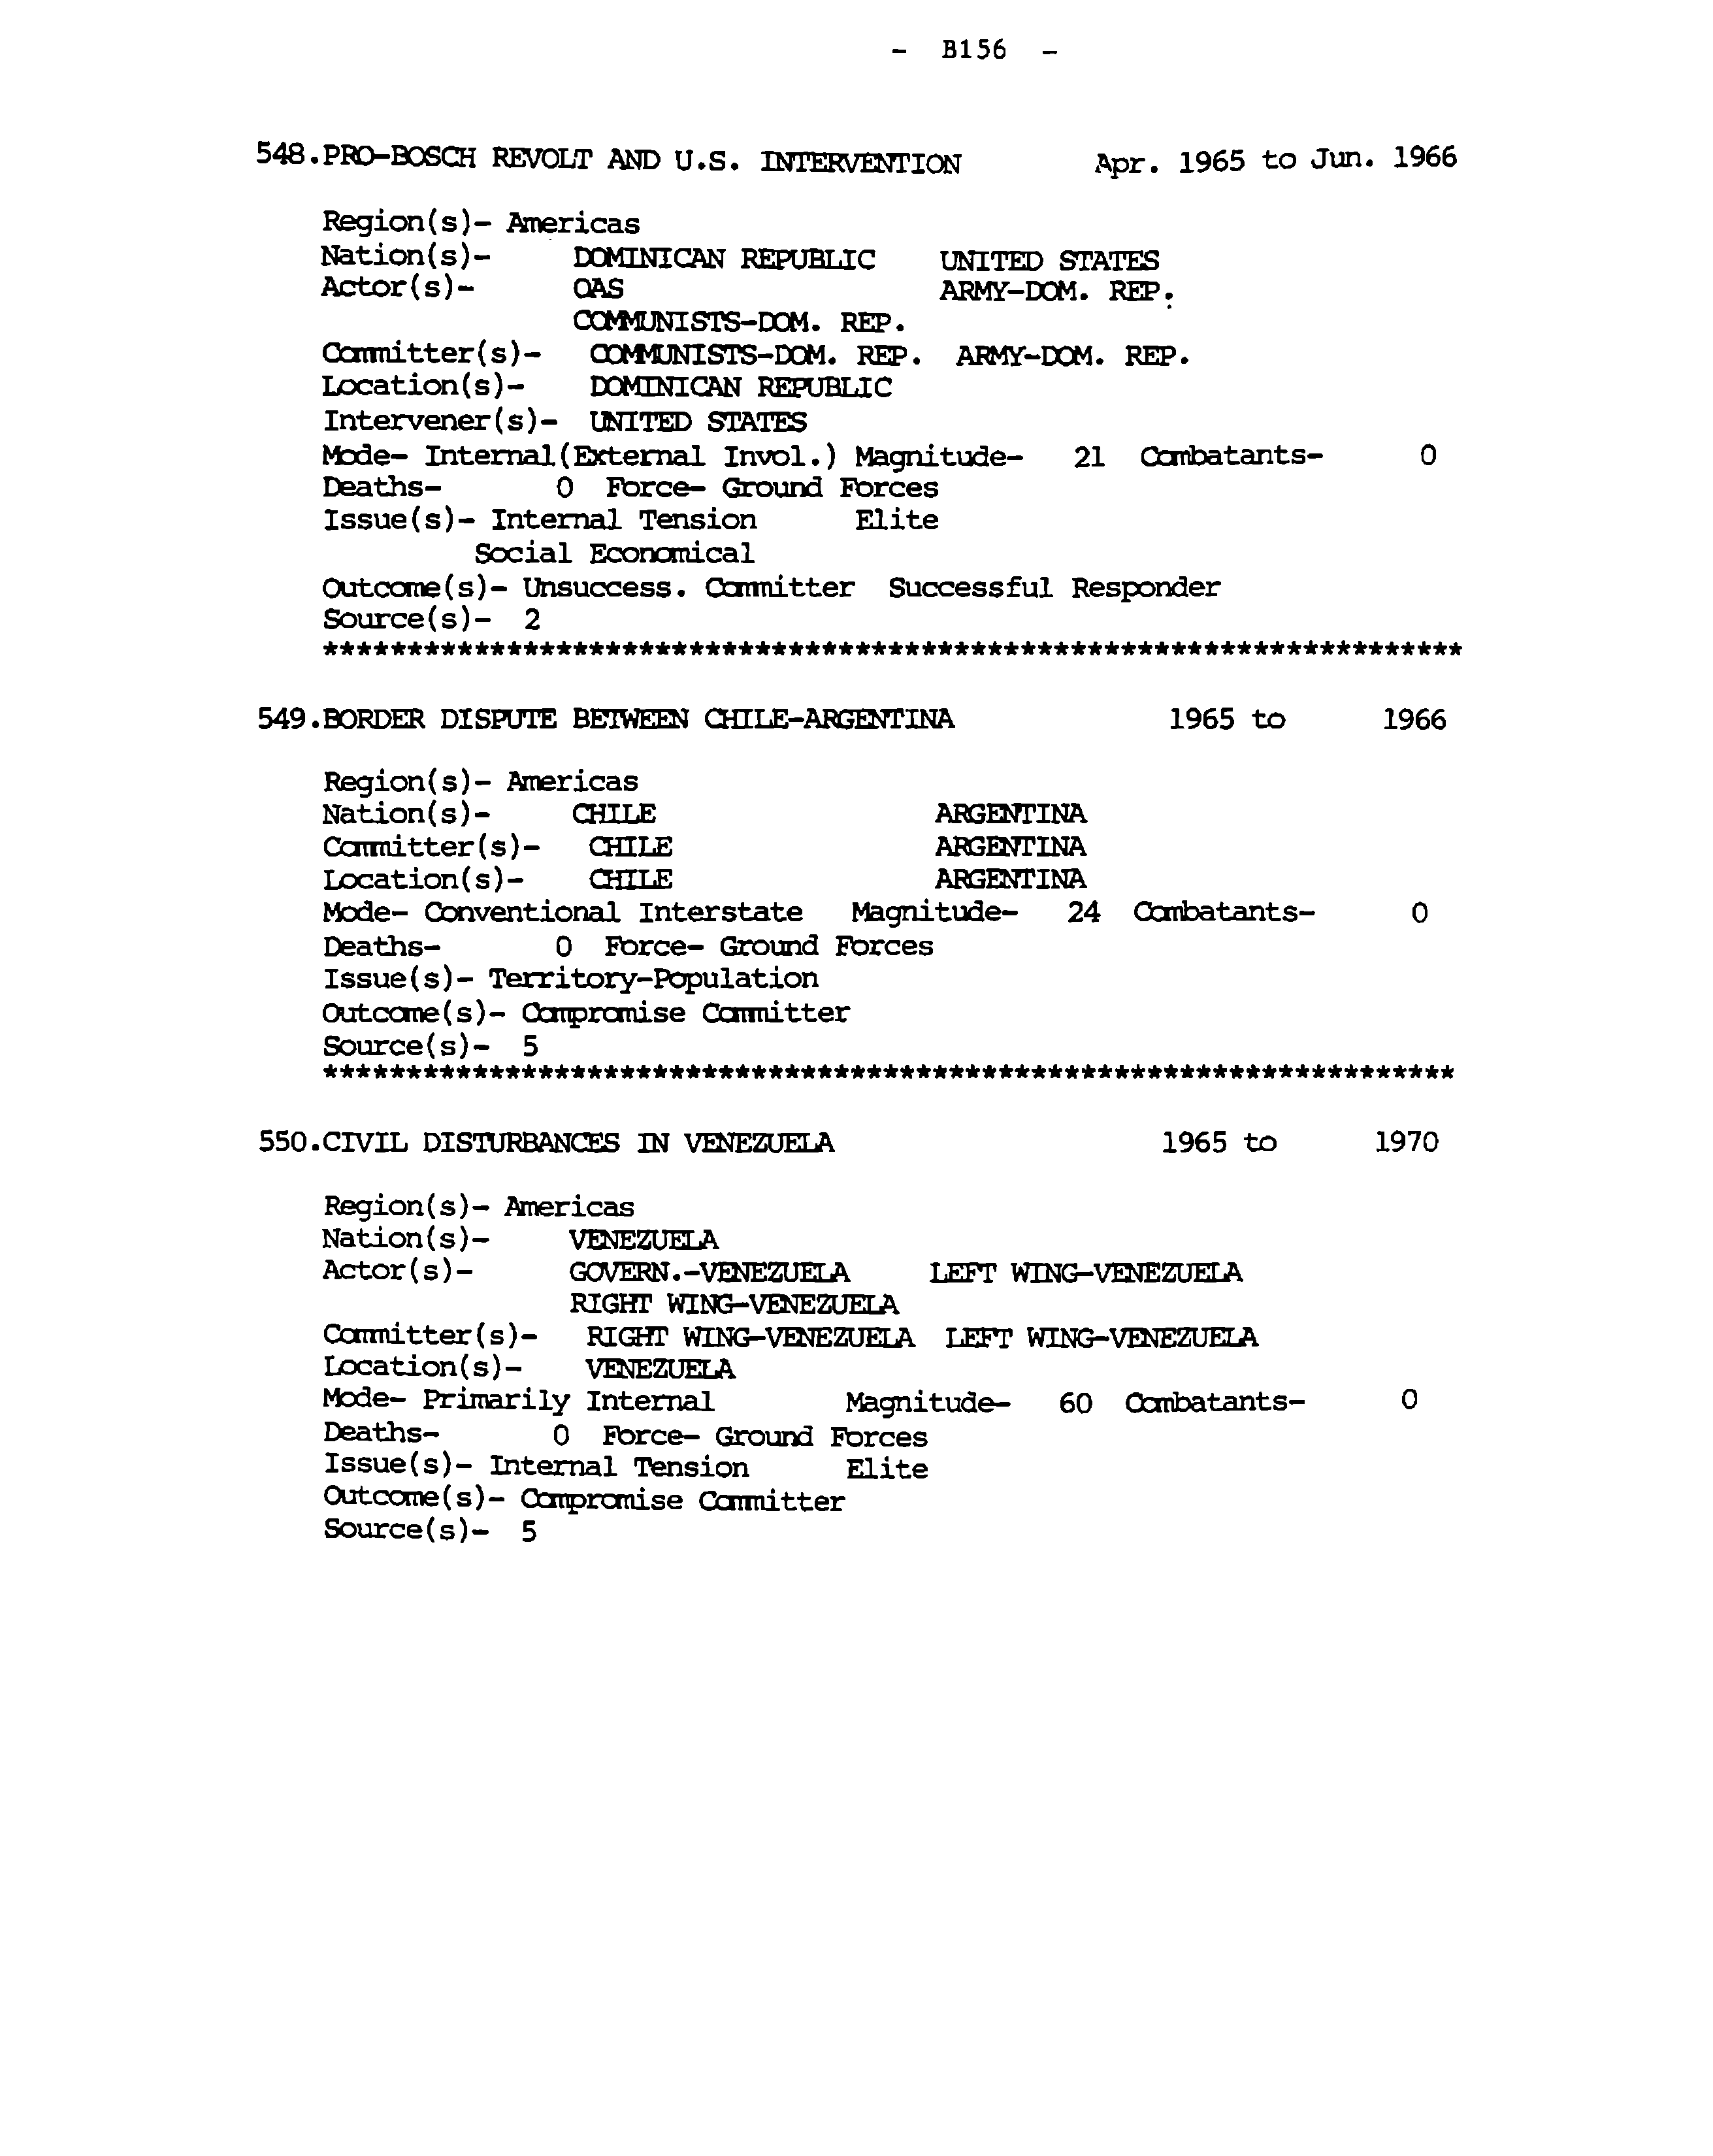 - B156 -
548.PRO-BOSCH REVOLT AND U.S. INTERVENTION Apr. 1965 to Jun. 1966
Region(s)- Americas
Nation(s)- DOMINICAN REPUBLIC UNITED STATES
Actor(s)- OAS ARMY-DOM. REP.
COMMUNISTS-DOM. REP.
Committer(s)- COMMUNISTS-DOM. REP. ARMY-DOM. REP.
Location(s)- DOMINICAN REPUBLIC
Intervener(s)- UNITED STATES
Mode- Internal(External Invol.) Magnitude- 21 Combatants- 0
Deaths- 0 Force- Ground Forces
Issue(s)- Internal Tension Elite
Social Economical
Outcome(s)- Unsuccess. Committer Successful Responder
Source(s)- 2
**********************************************************************
549.BORDER DISPUTE BETWEEN CHILE-ARGENTINA 1965 to 1966
Region(s)- Americas
Nation(s)- CHILE ARGENTINA
Committer(s)- CHILE ARGENTINA
Location(s)- CHILE ARGENTINA
Mode- Conventional Interstate Magnitude- 24 Combatants- 0
Deaths- 0 Force- Ground Forces
Issue(s)- Territory-Population
Outcome(s)- Compromise Committer
Source(s)- 5
**********************************************************************
550.CIVIL DISTURBANCES IN VENEZUELA 1965 to 1970
Region(s)- Americas
Nation(s)- VENEZUELA
Actor(s)- GOVERN.-VENEZUELA LEFT WING-VENEZUELA
RIGHT WING-VENEZUELA
Committer(s)- RIGHT WING-VENEZUELA LEFT WING-VENEZUELA
Location(s)- VENEZUELA
Mode- Primarily Internal Magnitude- 60 Combatants- 0
Deaths- 0 Force- Ground Forces
Issue(s)- Internal Tension Elite
Outcome(s)- Compromise Committer
Source(s)- 5